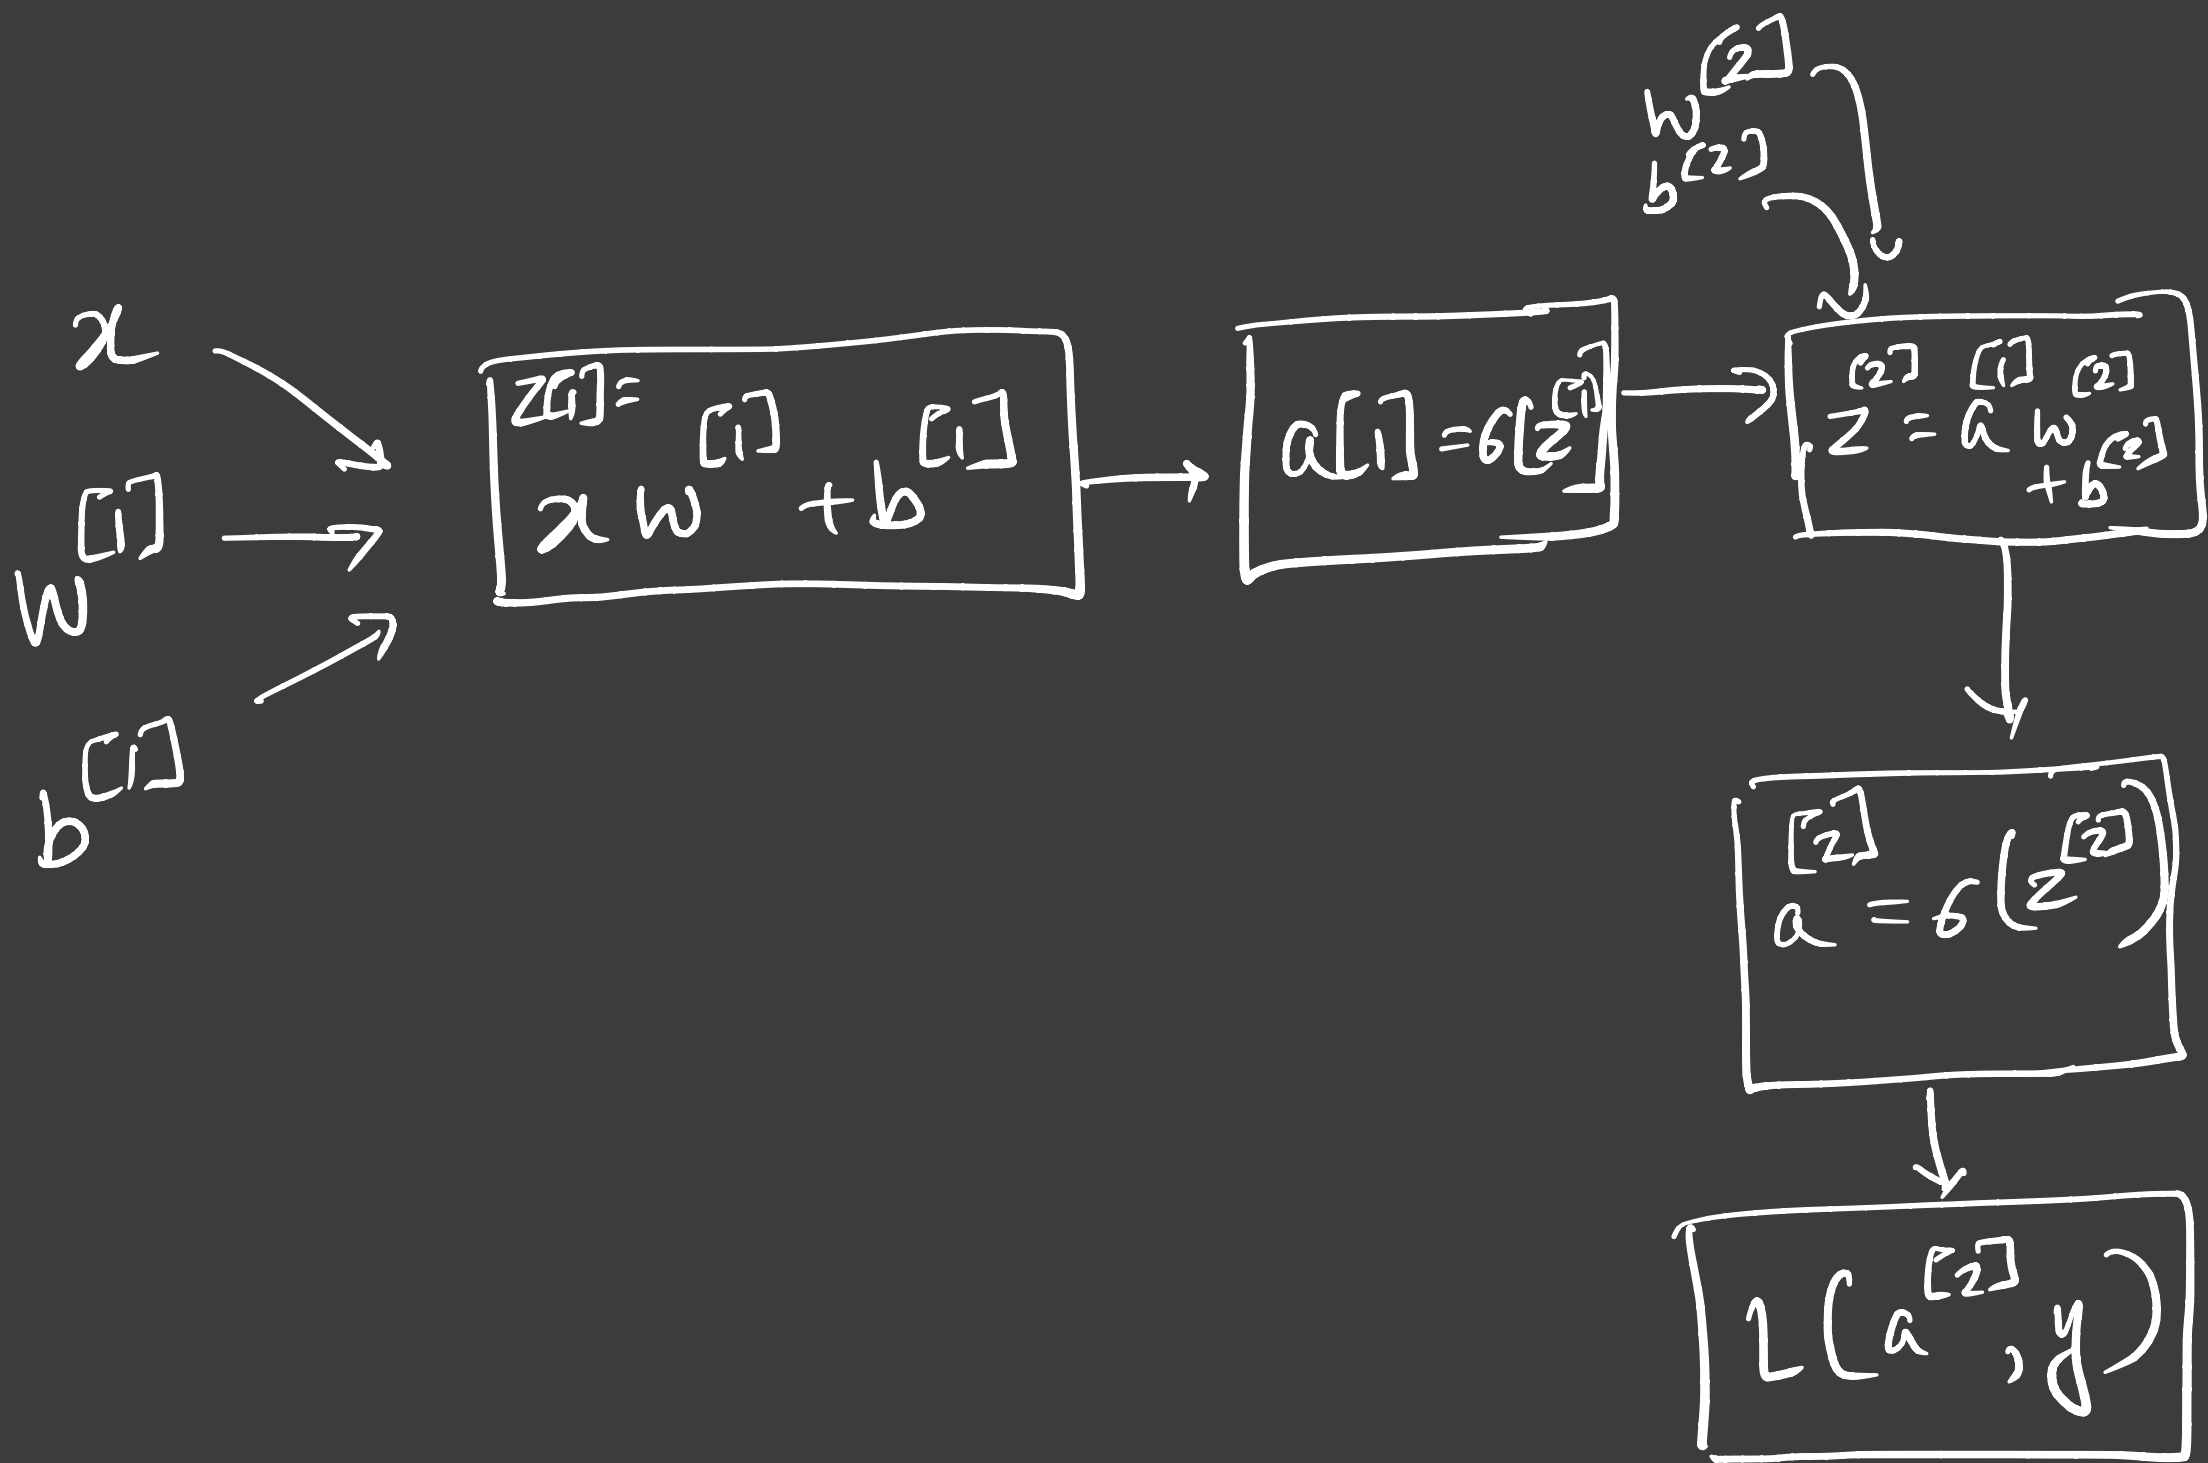 x
w[1]
b[1]
z[1]=
xw[1] + b[1]
a[1] = σ(z[1])
w[2]
b[2]
z[2] = a[1] w[2]
+ b[2]
a[2] = σ(z[2])
L(a[2], y)